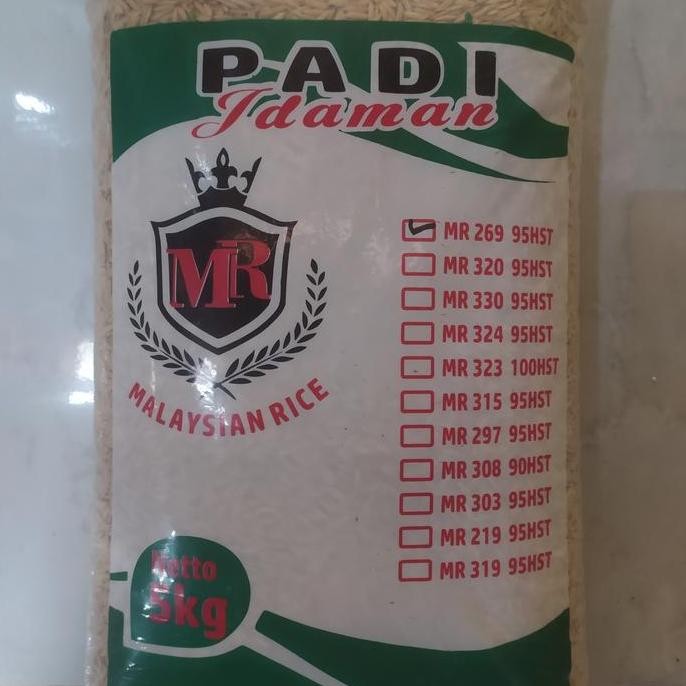 PADI
Idaman
MR
MALAYSIAN RICE
MR 269 95HST
MR 320 95HST
MR 330 95HST
MR 324 95HST
MR 323 100HST
MR 315 95HST
MR 297 95HST
MR 308 90HST
MR 303 95HST
MR 219 95HST
MR 319 95HST
Netto
5kg